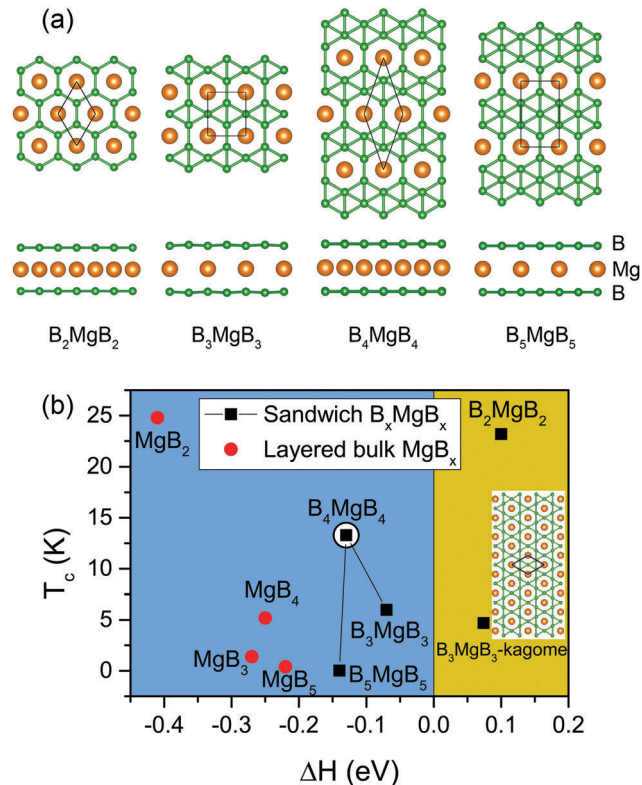 (a)
B
Mg
B
B₂MgB₂ B₃MgB₃ B₄MgB₄ B₅MgB₅
(b)
Sandwich BₓMgBₓ
Layered bulk MgBₓ
MgB₂
B₂MgB₂
B₄MgB₄
MgB₄
B₃MgB₃
MgB₃
MgB₅
B₅MgB₅
B₃MgB₃-kagome
25
20
15
10
5
0
T_c (K)
-0.4 -0.3 -0.2 -0.1 0.0 0.1 0.2
ΔH (eV)